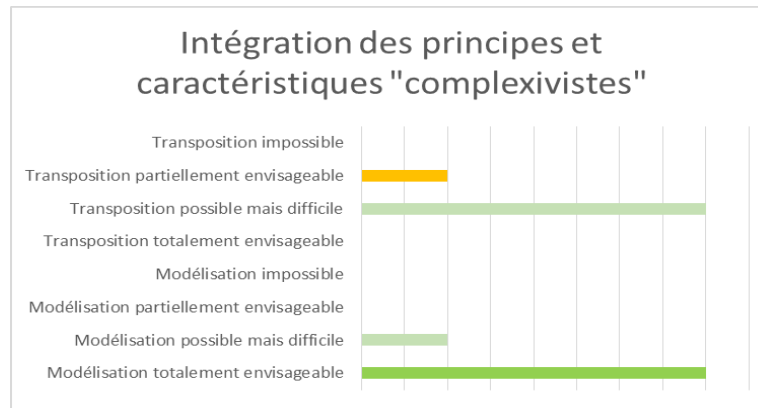 Intégration des principes et
caractéristiques "complexivistes"
Transposition impossible
Transposition partiellement envisageable
Transposition possible mais difficile
Transposition totalement envisageable
Modélisation impossible
Modélisation partiellement envisageable
Modélisation possible mais difficile
Modélisation totalement envisageable